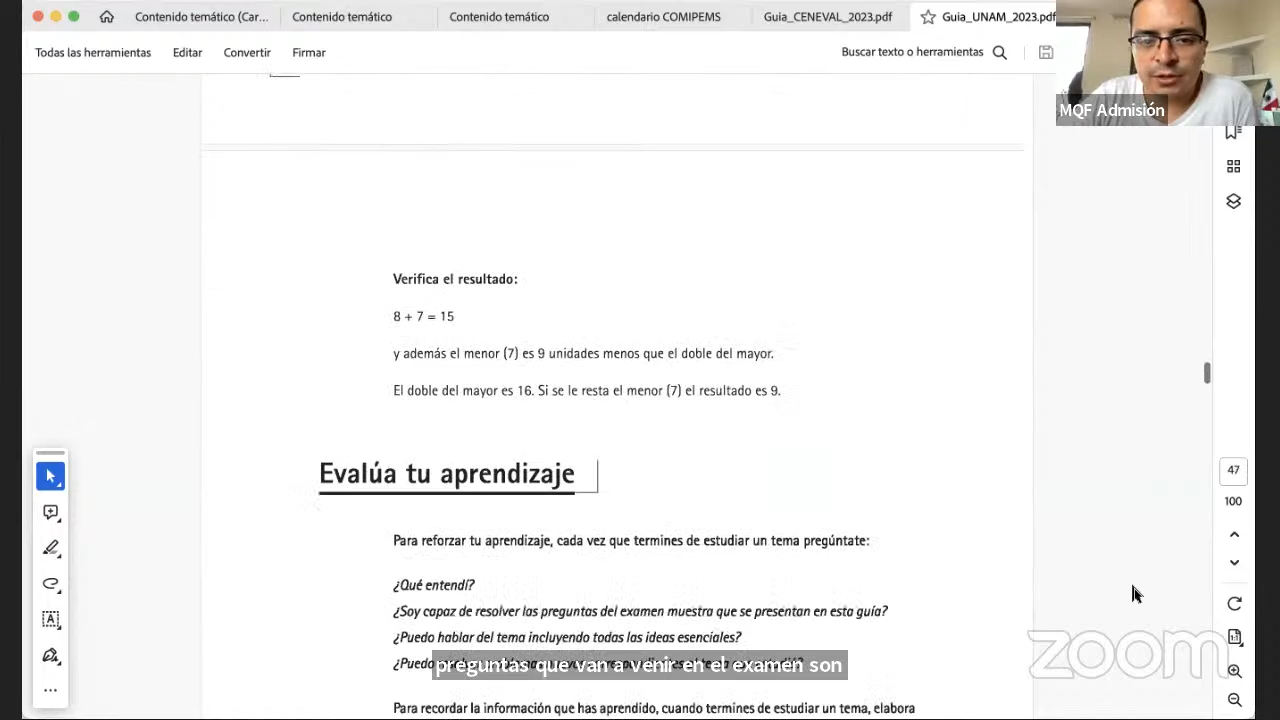 Contenido temático (Car... Contenido temático Contenido temático calendario COMIPEMS Guia_CENEVAL_2023.pdf Guia_UNAM_2023.pdf
Todas las herramientas Editar Convertir Firmar Buscar texto o herramientas
MQF Admisión
Verifica el resultado:
8 + 7 = 15
y además el menor (7) es 9 unidades menos que el doble del mayor.
El doble del mayor es 16. Si se le resta el menor (7) el resultado es 9.
Evalúa tu aprendizaje
47
100
Para reforzar tu aprendizaje, cada vez que termines de estudiar un tema pregúntate:
¿Qué entendí?
¿Soy capaz de resolver las preguntas del examen muestra que se presentan en esta guía?
¿Puedo hablar del tema incluyendo todas las ideas esenciales?
¿Puedo
preguntas que van a venir en el examen son
zoom
Para recordar la información que has aprendido, cuando termines de estudiar un tema, elabora